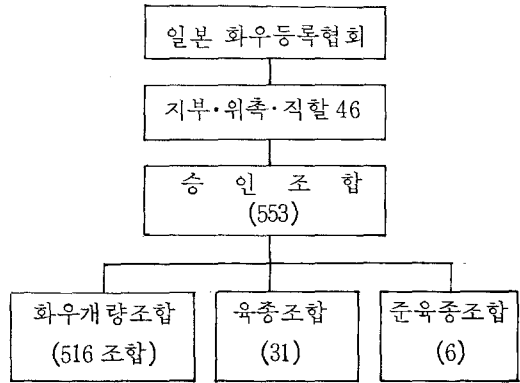 일본 화우등록협회
지부·위촉·직할 46
승 인 조 합
(553)
화우개량조합
(516 조합)
육종조합
(31)
준육종조합
(6)